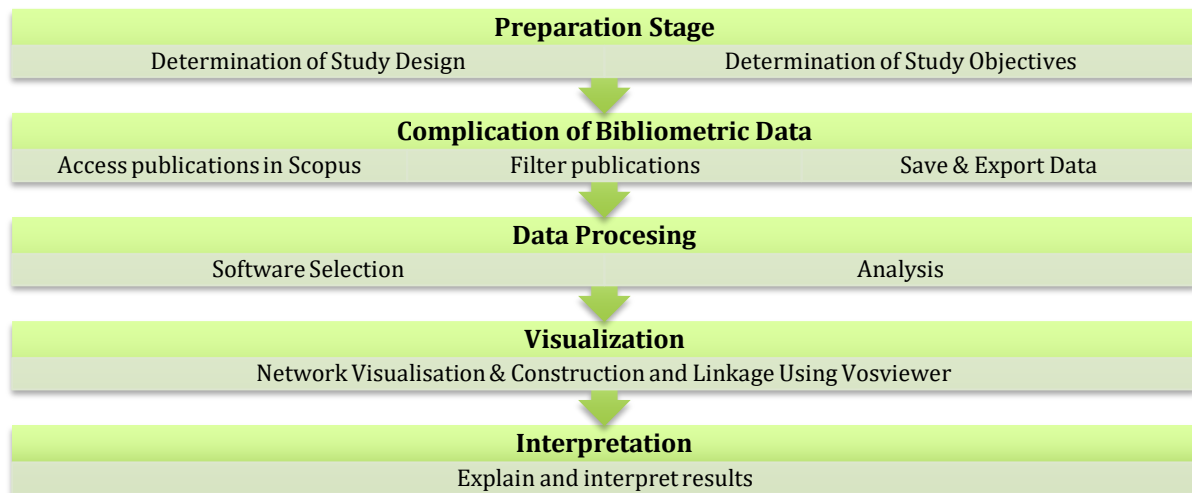 Preparation Stage
Determination of Study Design Determination of Study Objectives
Complication of Bibliometric Data
Access publications in Scopus Filter publications Save & Export Data
Data Procesing
Software Selection Analysis
Visualization
Network Visualisation & Construction and Linkage Using Vosviewer
Interpretation
Explain and interpret results